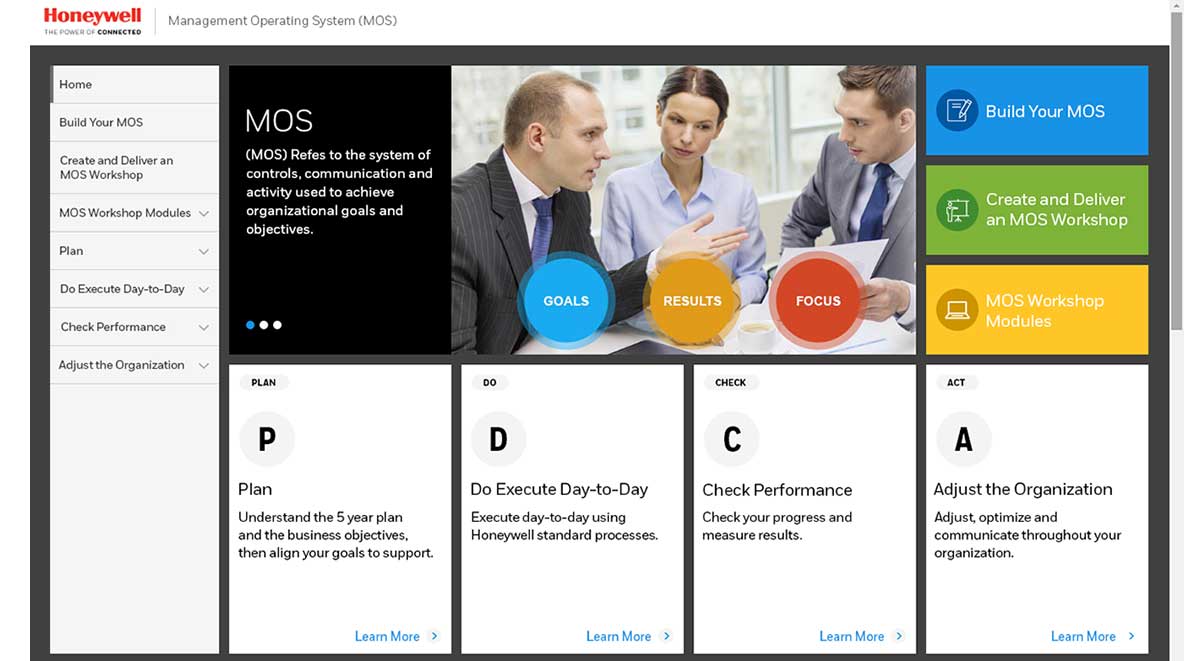 Honeywell
THE POWER OF CONNECTED
Management Operating System (MOS)
Home
Build Your MOS
Create and Deliver an
MOS Workshop
MOS Workshop Modules
Plan
Do Execute Day-to-Day
Check Performance
Adjust the Organization
MOS
(MOS) Refes to the system of
controls, communication and
activity used to achieve
organizational goals and
objectives.
GOALS
RESULTS
FOCUS
Build Your MOS
Create and Deliver
an MOS Workshop
MOS Workshop
Modules
PLAN
P
Plan
Understand the 5 year plan
and the business objectives,
then align your goals to support.
Learn More
DO
D
Do Execute Day-to-Day
Execute day-to-day using
Honeywell standard processes.
Learn More
CHECK
C
Check Performance
Check your progress and
measure results.
Learn More
ACT
A
Adjust the Organization
Adjust, optimize and
communicate throughout your
organization.
Learn More